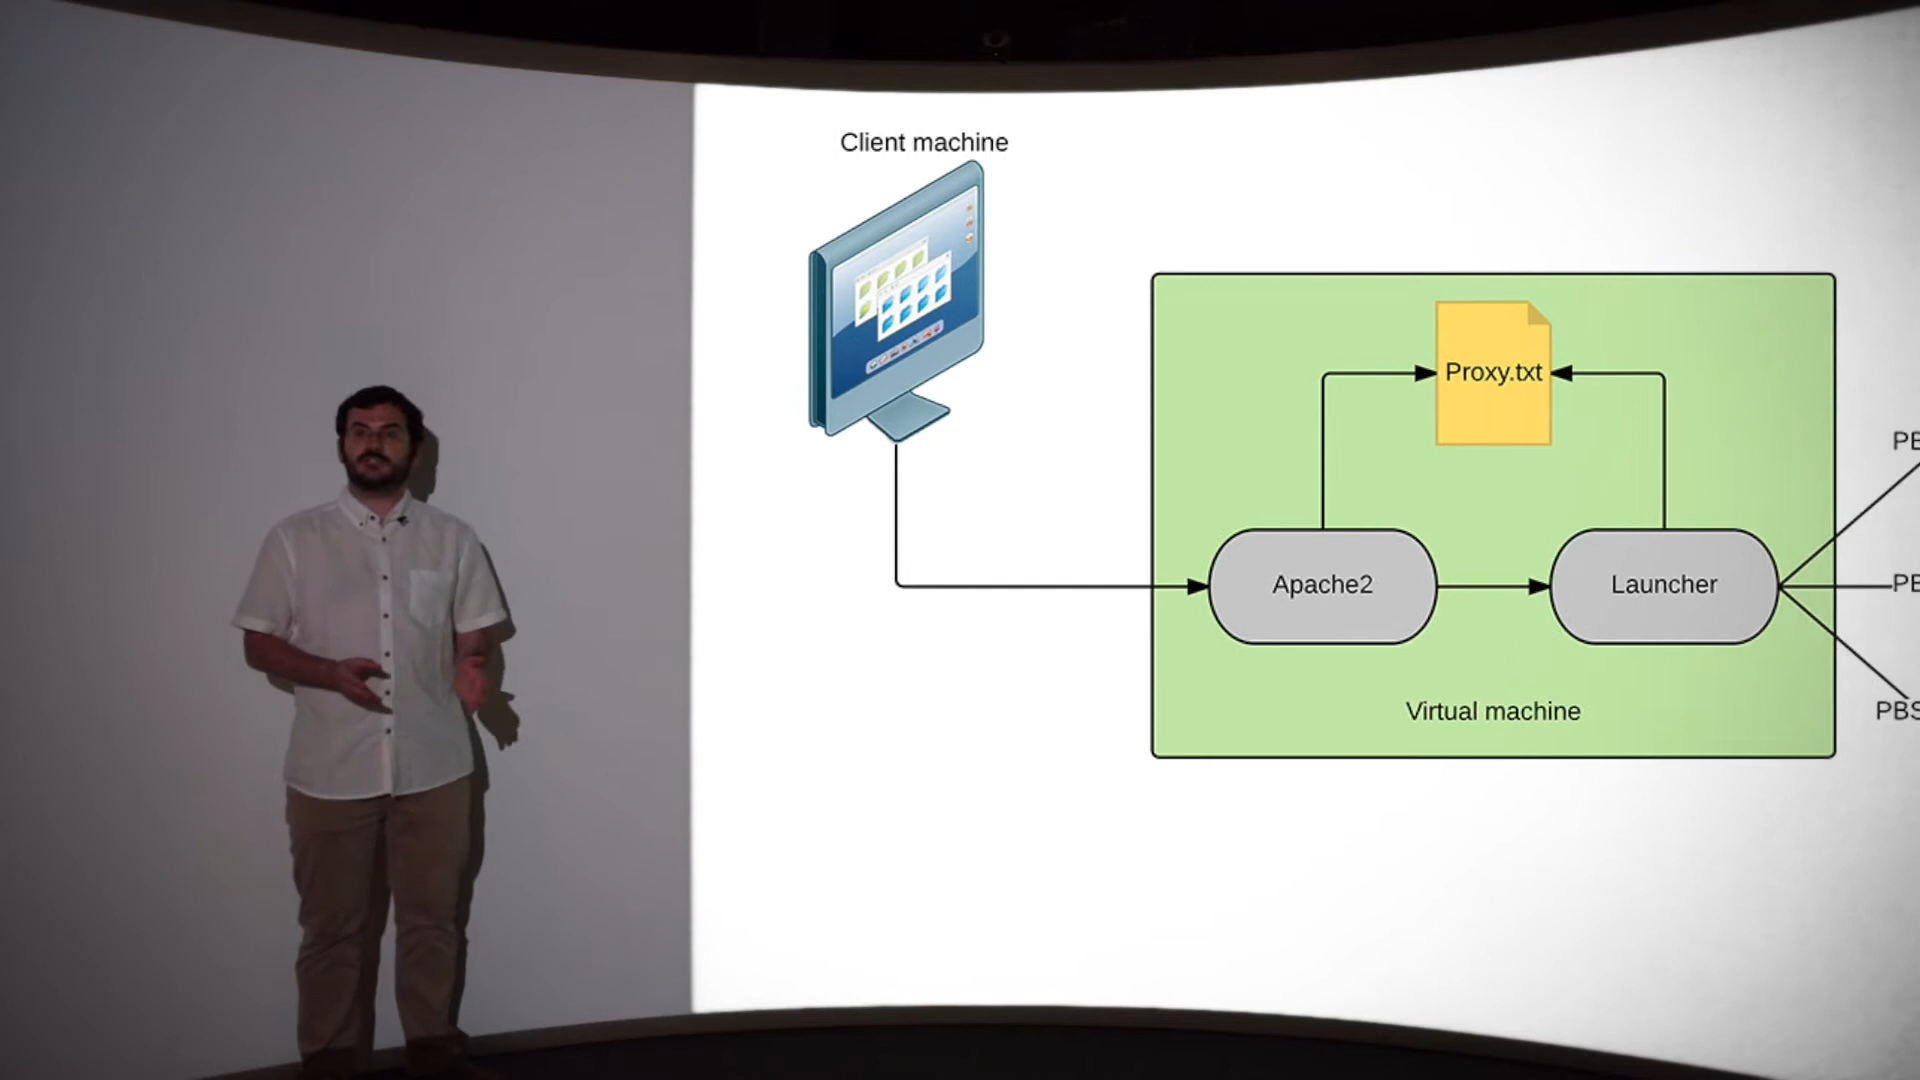 Client machine
Proxy.txt
Apache2
Launcher
Virtual machine